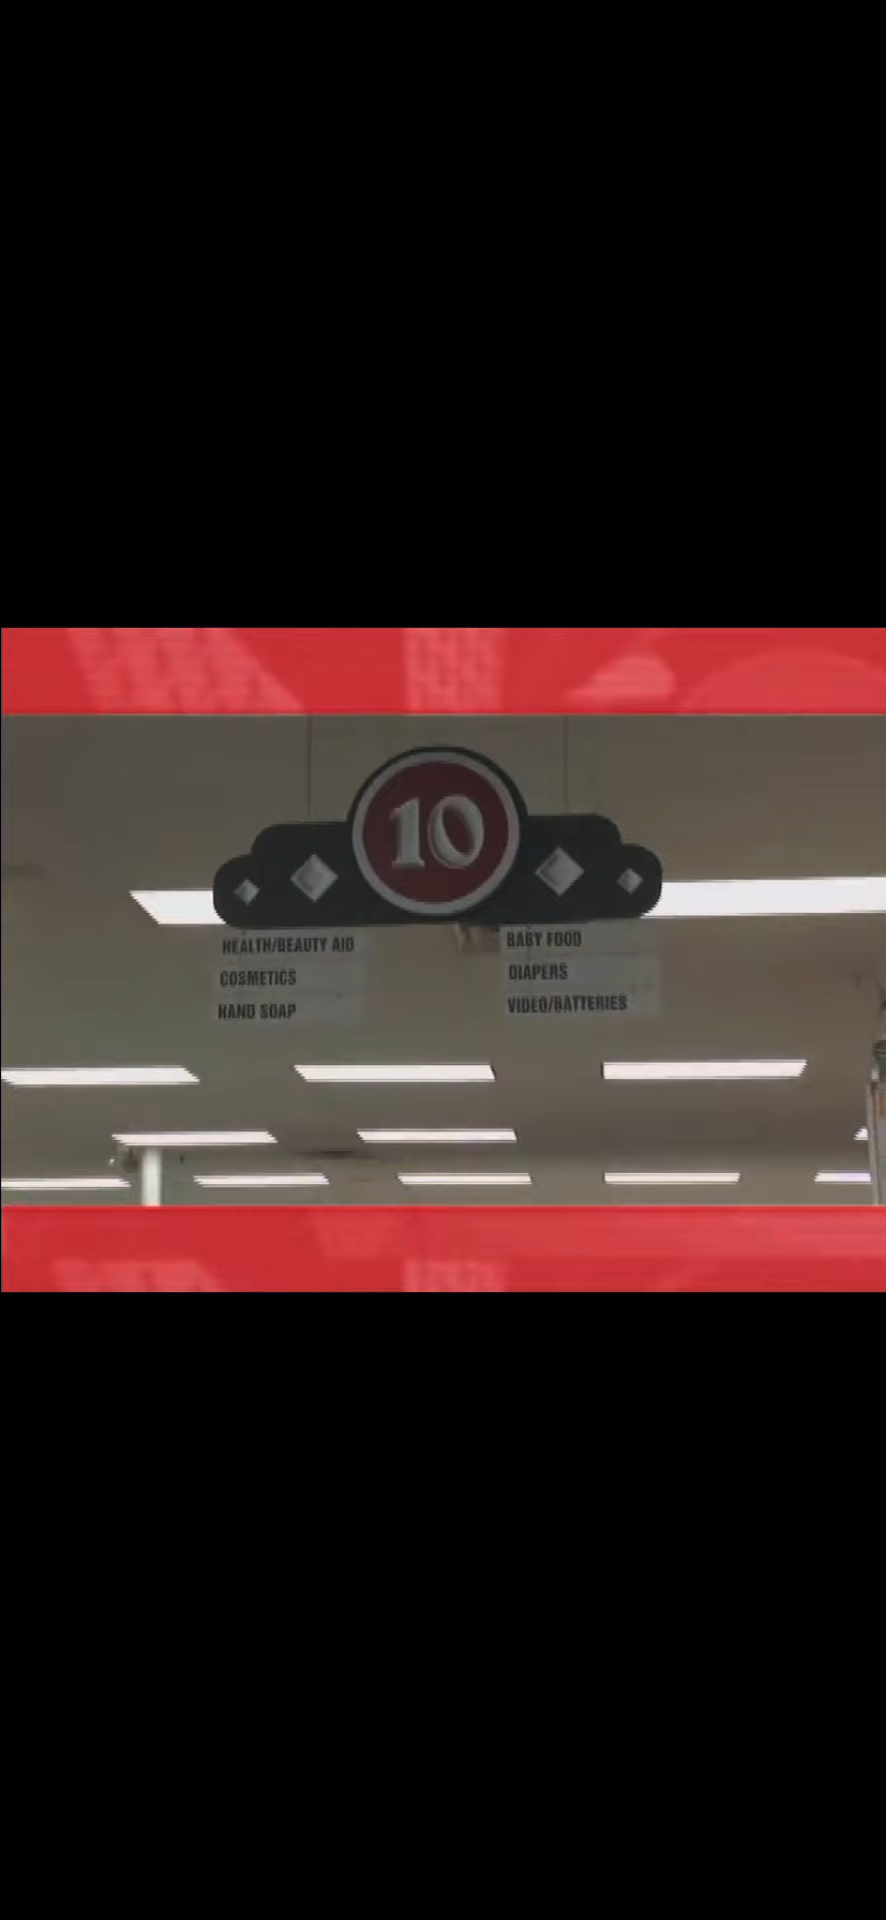 10
HEALTH/BEAUTY AID
COSMETICS
HAND SOAP
BABY FOOD
DIAPERS
VIDEO/BATTERIES